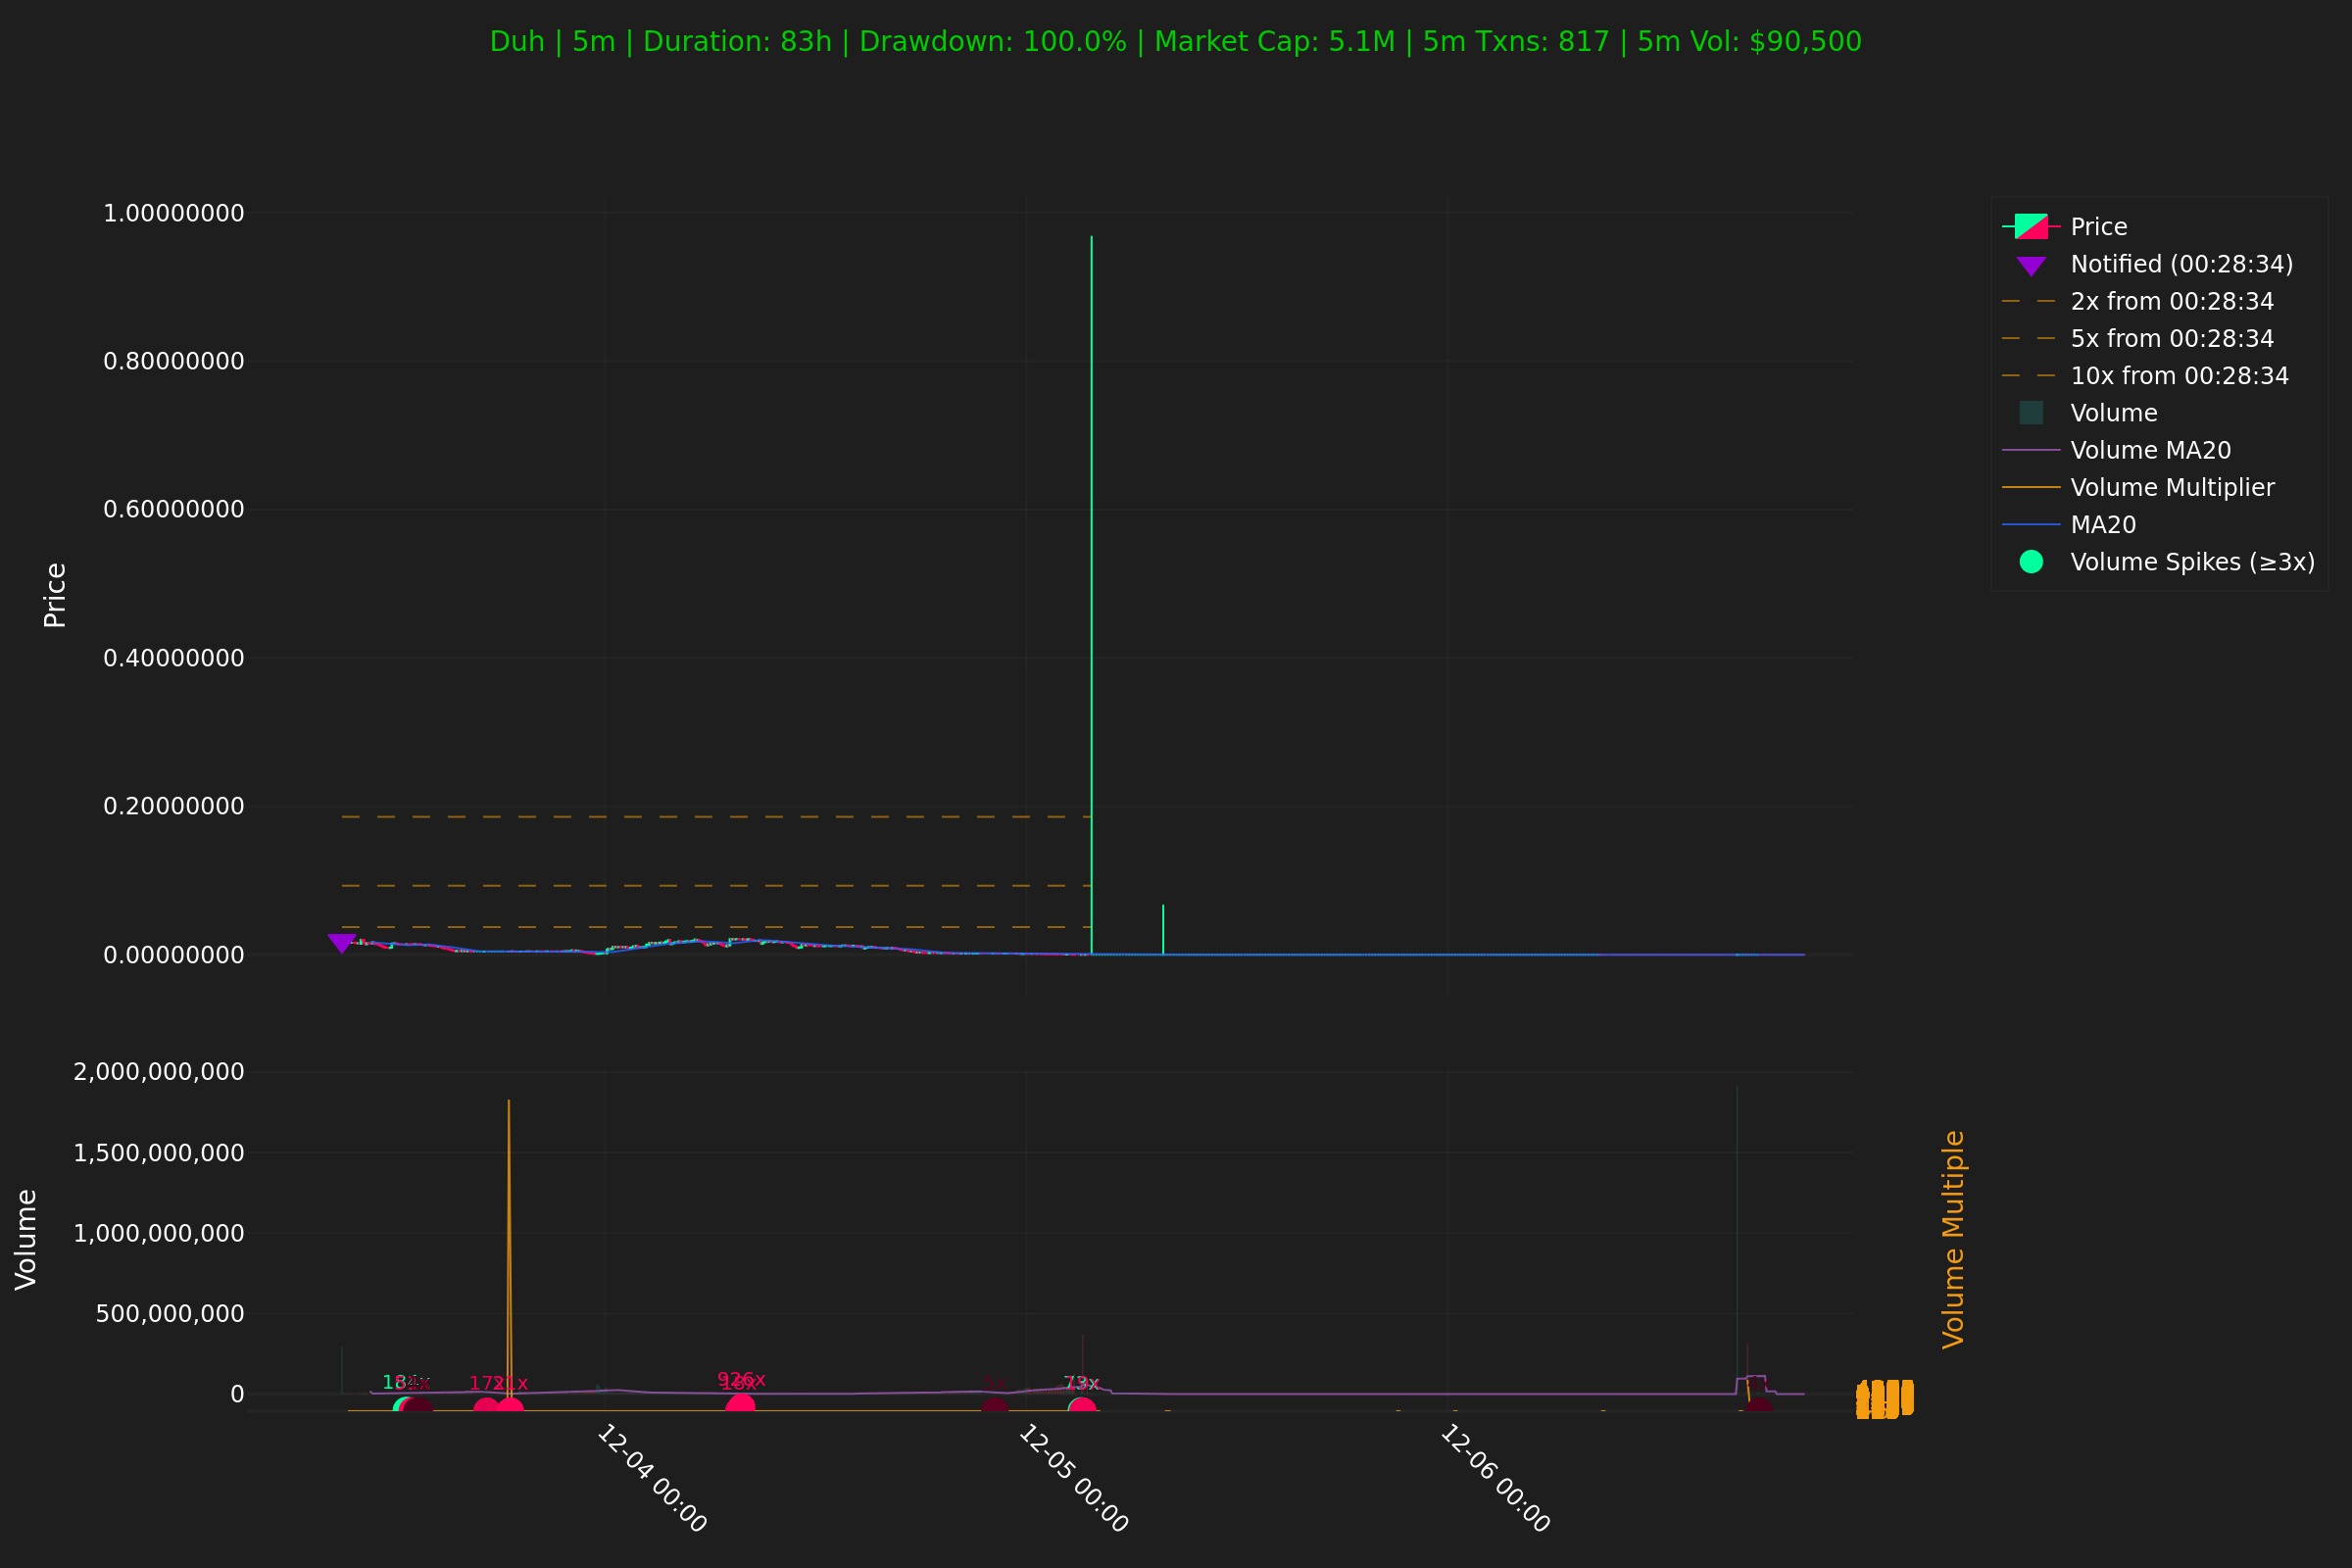 Duh | 5m | Duration: 83h | Drawdown: 100.0% | Market Cap: 5.1M | 5m Txns: 817 | 5m Vol: $90,500
Price
1.00000000
0.80000000
0.60000000
0.40000000
0.20000000
0.00000000
Price
Notified (00:28:34)
2x from 00:28:34
5x from 00:28:34
10x from 00:28:34
Volume
Volume MA20
Volume Multiplier
MA20
Volume Spikes (≥3x)
Volume
2,000,000,000
1,500,000,000
1,000,000,000
500,000,000
0
17x
21x
926x
18x
Volume Multiple
12-04 00:00
12-05 00:00
12-06 00:00